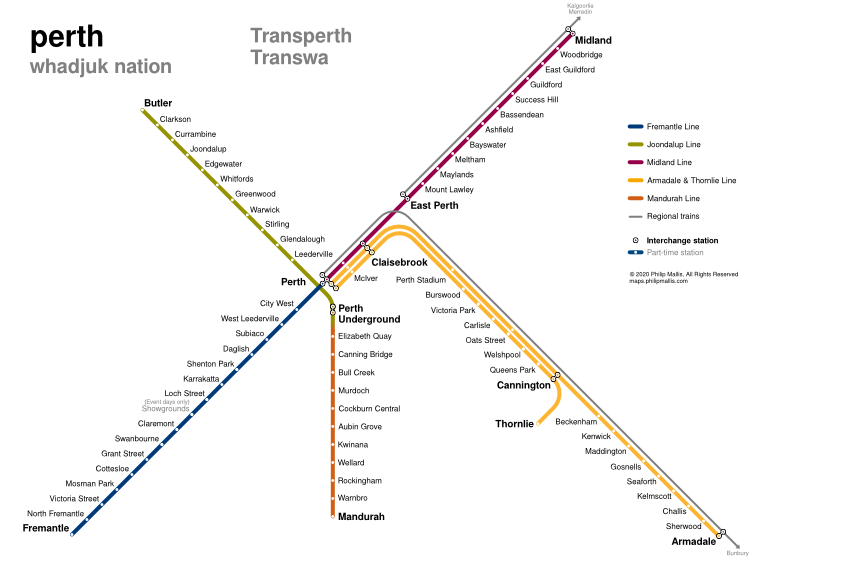 perth
whadjuk nation
Transperth
Transwa
Kalgoorlie
Merredin
Midland
Woodbridge
East Guildford
Guildford
Success Hill
Bassendean
Ashfield
Bayswater
Meltham
Maylands
Mount Lawley
East Perth
Claisebrook
McIver
Perth
Butler
Clarkson
Currambine
Joondalup
Edgewater
Whitfords
Greenwood
Warwick
Stirling
Glendalough
Leederville
Perth
Underground
Elizabeth Quay
Canning Bridge
Bull Creek
Murdoch
Cockburn Central
Aubin Grove
Kwinana
Wellard
Rockingham
Warnbro
Mandurah
City West
West Leederville
Subiaco
Daglish
Shenton Park
Karrakatta
Loch Street
(Event days only)
Showgrounds
Claremont
Swanbourne
Grant Street
Cottesloe
Mosman Park
Victoria Street
North Fremantle
Fremantle
Perth Stadium
Burswood
Victoria Park
Carlisle
Oats Street
Welshpool
Queens Park
Cannington
Thornlie
Beckenham
Kenwick
Maddington
Gosnells
Seaforth
Kelmscott
Challis
Sherwood
Armadale
Bunbury
Fremantle Line
Joondalup Line
Midland Line
Armadale & Thornlie Line
Mandurah Line
Regional trains
Interchange station
Part-time station
© 2020 Philip Mallis, All Rights Reserved
maps.philipmallis.com